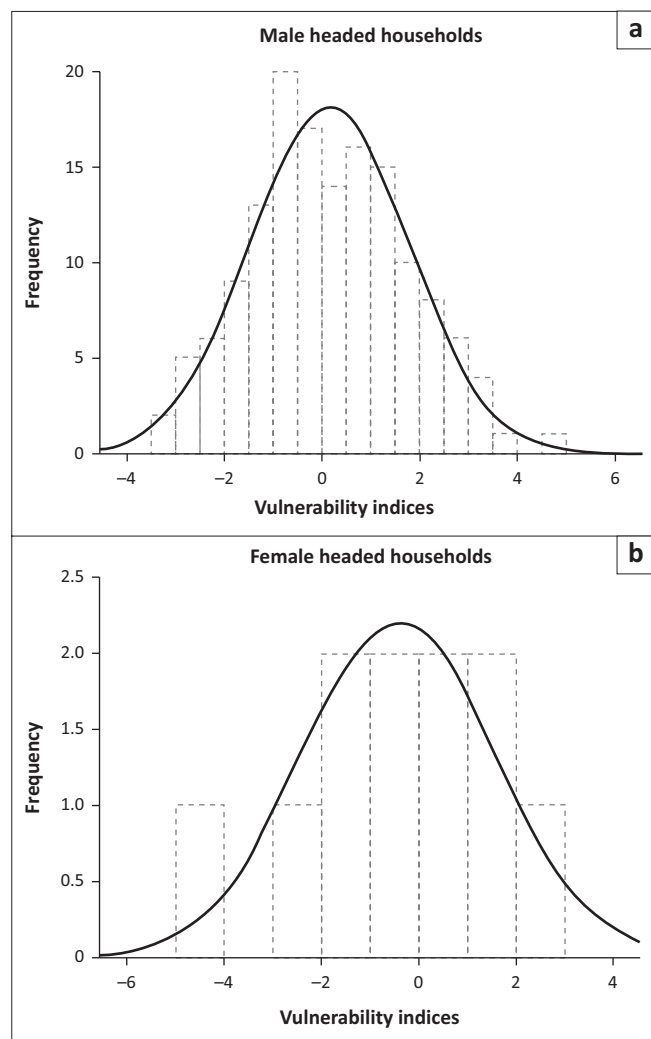 a
Male headed households
20
15
10
5
0
Frequency
–4 –2 0 2 4 6
Vulnerability indices
b
Female headed households
2.5
2.0
1.5
1.0
0.5
0
Frequency
–6 –4 –2 0 2
Vulnerability indices